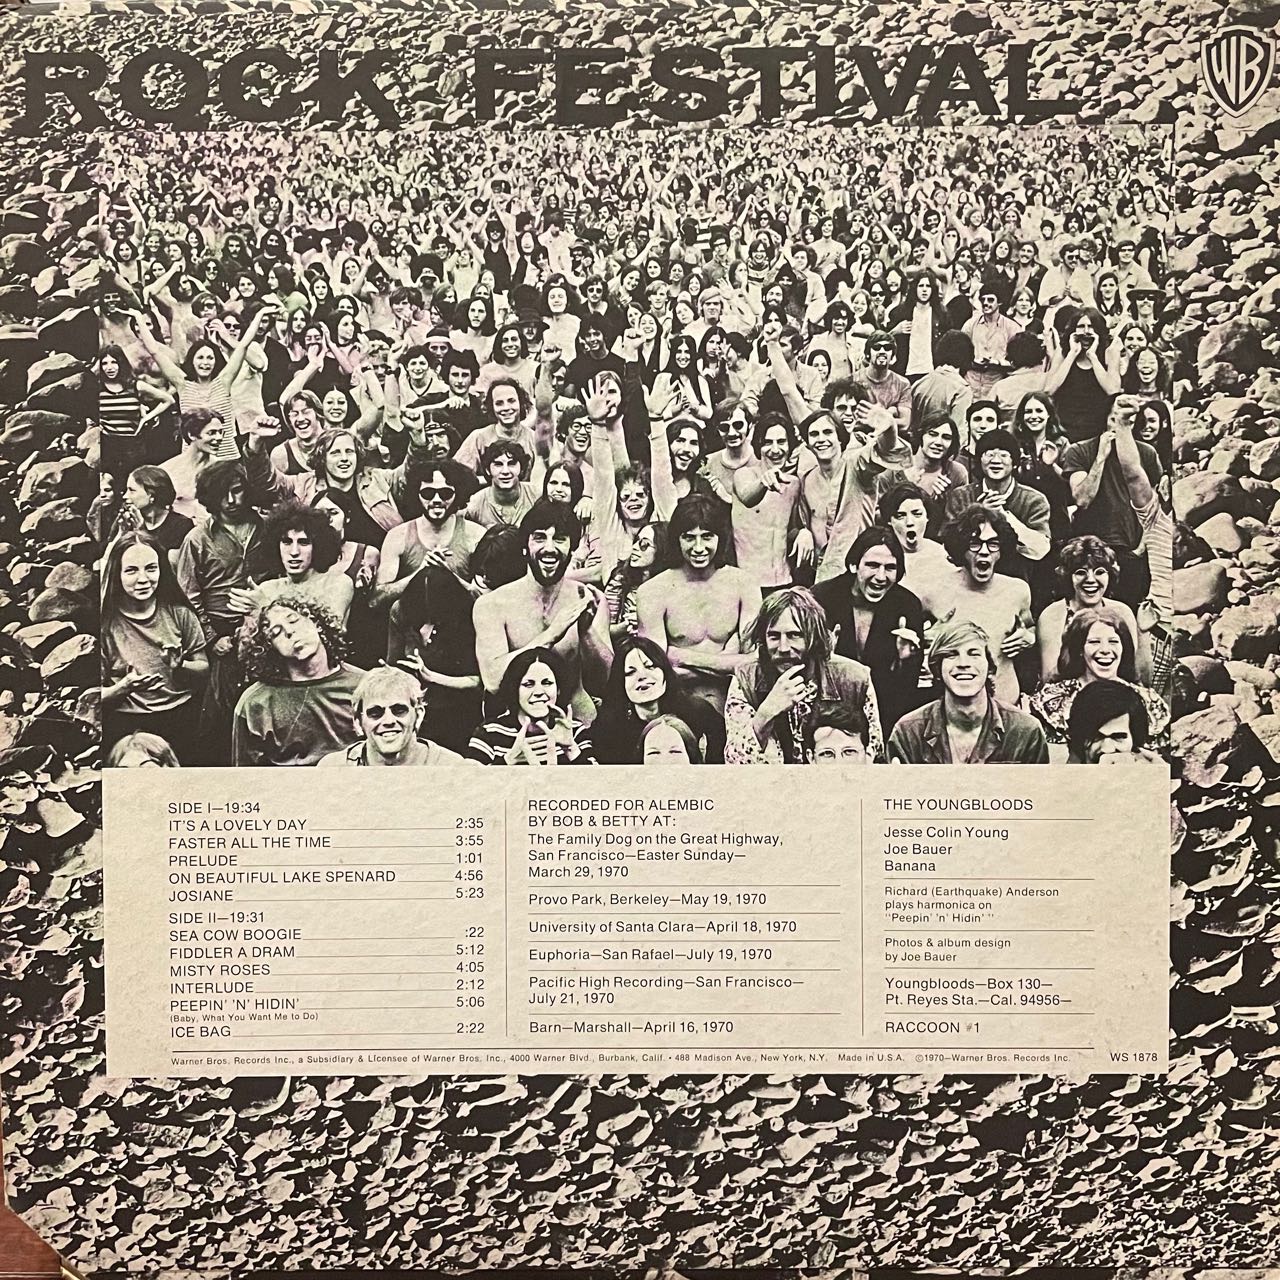 ROCK FESTIVAL
WB
SIDE I—19:34
IT'S A LOVELY DAY 2:35
FASTER ALL THE TIME 3:55
PRELUDE 1:01
ON BEAUTIFUL LAKE SPENARD 4:56
JOSIANE 5:23
SIDE II—19:31
SEA COW BOOGIE :22
FIDDLER A DRAM 5:12
MISTY ROSES 4:05
INTERLUDE 2:12
PEEPIN' 'N' HIDIN' 5:06
(Baby, What You Want Me to Do)
ICE BAG 2:22
RECORDED FOR ALEMBIC
BY BOB & BETTY AT:
The Family Dog on the Great Highway,
San Francisco—Easter Sunday—
March 29, 1970
Provo Park, Berkeley—May 19, 1970
University of Santa Clara—April 18, 1970
Euphoria—San Rafael—July 19, 1970
Pacific High Recording—San Francisco—
July 21, 1970
Barn—Marshall—April 16, 1970
THE YOUNGBLOODS
Jesse Colin Young
Joe Bauer
Banana
Richard (Earthquake) Anderson
plays harmonica on
"Peepin' 'n' Hidin' "
Photos & album design
by Joe Bauer
Youngbloods—Box 130—
Pt. Reyes Sta.—Cal. 94956—
RACCOON #1
Warner Bros. Records Inc., a Subsidiary & Licensee of Warner Bros. Inc., 4000 Warner Blvd., Burbank, Calif. • 488 Madison Ave., New York, N.Y. Made in U.S.A. ©1970—Warner Bros. Records Inc. WS 1878